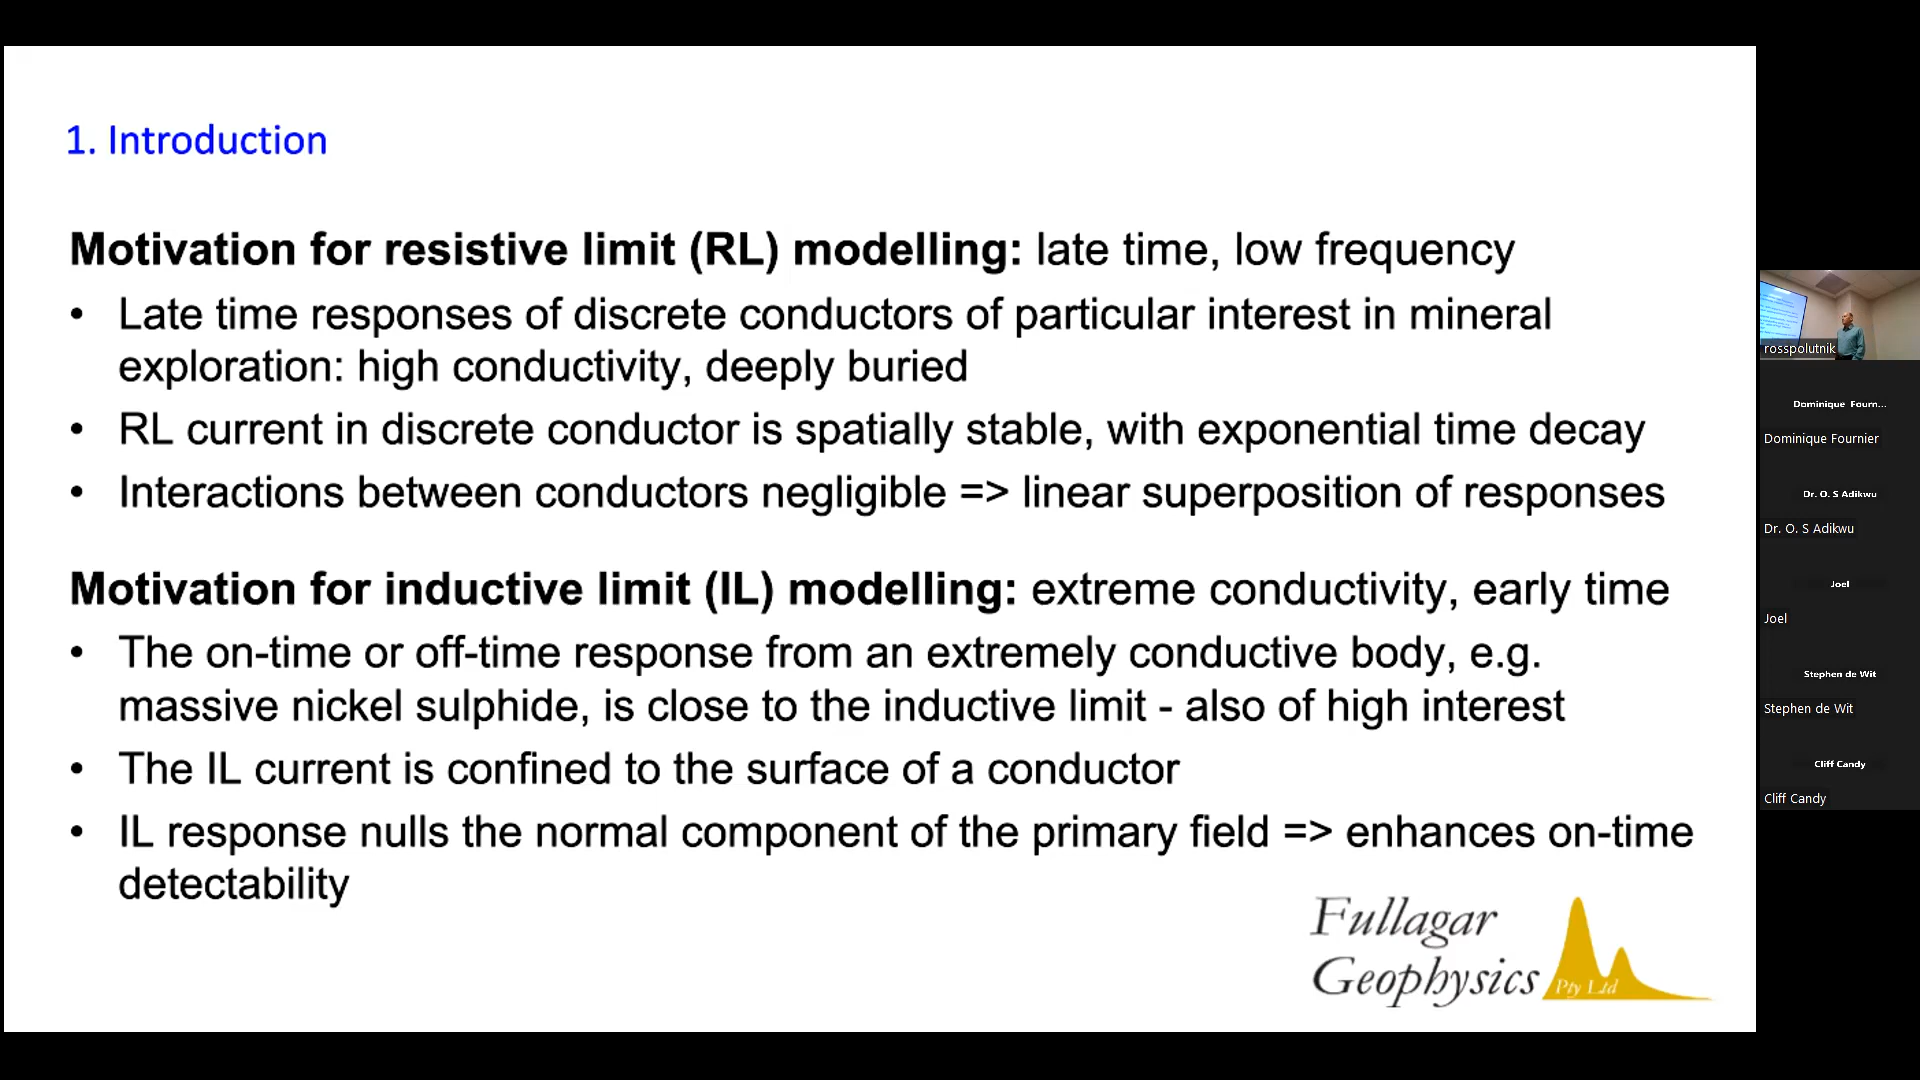 1. Introduction
Motivation for resistive limit (RL) modelling: late time, low frequency
• Late time responses of discrete conductors of particular interest in mineral
exploration: high conductivity, deeply buried
• RL current in discrete conductor is spatially stable, with exponential time decay
• Interactions between conductors negligible => linear superposition of responses
Motivation for inductive limit (IL) modelling: extreme conductivity, early time
• The on-time or off-time response from an extremely conductive body, e.g.
massive nickel sulphide, is close to the inductive limit - also of high interest
• The IL current is confined to the surface of a conductor
• IL response nulls the normal component of the primary field => enhances on-time
detectability
Fullagar
Geophysics
Pty Ltd
rosspolutnik
Dominique Fourn...
Dominique Fournier
Dr. O. S Adikwu
Dr. O. S Adikwu
Joel
Joel
Stephen de Wit
Stephen de Wit
Cliff Candy
Cliff Candy